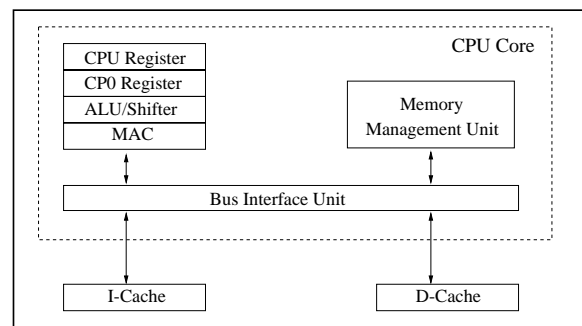 CPU Core
CPU Register
CP0 Register
ALU/Shifter
MAC
Memory
Management Unit
Bus Interface Unit
I-Cache
D-Cache